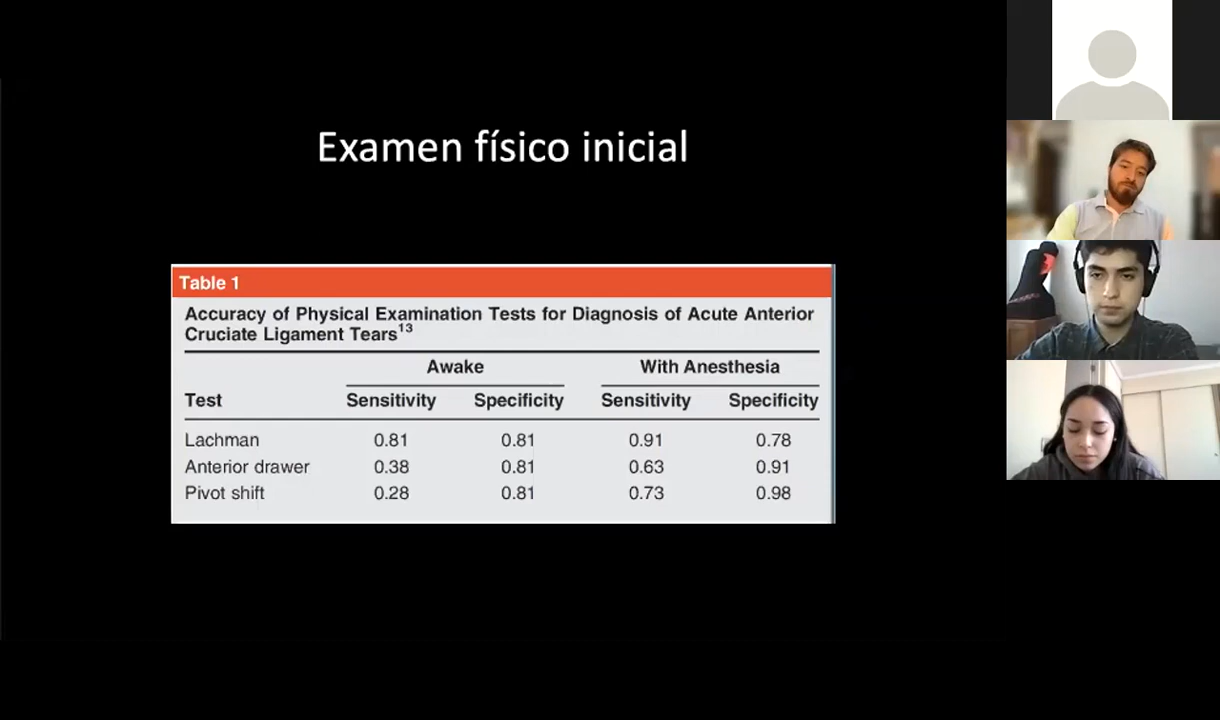 Examen físico inicial
Table 1
Accuracy of Physical Examination Tests for Diagnosis of Acute Anterior
Cruciate Ligament Tears13
Awake With Anesthesia
Test Sensitivity Specificity Sensitivity Specificity
Lachman 0.81 0.81 0.91 0.78
Anterior drawer 0.38 0.81 0.63 0.91
Pivot shift 0.28 0.81 0.73 0.98